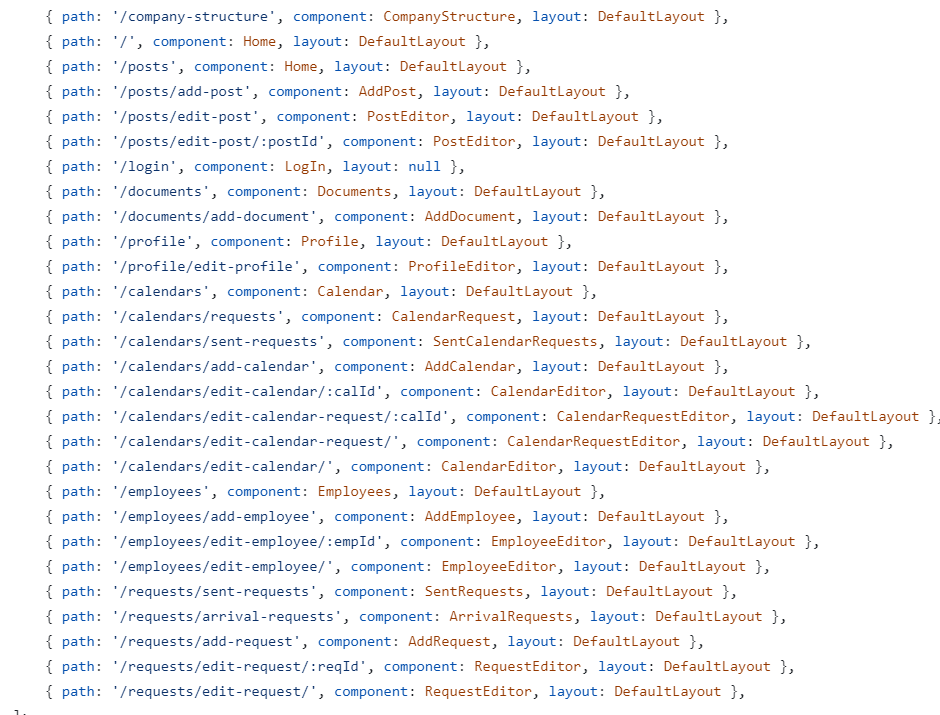 { path: '/company-structure', component: CompanyStructure, layout: DefaultLayout },
{ path: '/', component: Home, layout: DefaultLayout },
{ path: '/posts', component: Home, layout: DefaultLayout },
{ path: '/posts/add-post', component: AddPost, layout: DefaultLayout },
{ path: '/posts/edit-post', component: PostEditor, layout: DefaultLayout },
{ path: '/posts/edit-post/:postId', component: PostEditor, layout: DefaultLayout },
{ path: '/login', component: LogIn, layout: null },
{ path: '/documents', component: Documents, layout: DefaultLayout },
{ path: '/documents/add-document', component: AddDocument, layout: DefaultLayout },
{ path: '/profile', component: Profile, layout: DefaultLayout },
{ path: '/profile/edit-profile', component: ProfileEditor, layout: DefaultLayout },
{ path: '/calendars', component: Calendar, layout: DefaultLayout },
{ path: '/calendars/requests', component: CalendarRequest, layout: DefaultLayout },
{ path: '/calendars/sent-requests', component: SentCalendarRequests, layout: DefaultLayout },
{ path: '/calendars/add-calendar', component: AddCalendar, layout: DefaultLayout },
{ path: '/calendars/edit-calendar/:calId', component: CalendarEditor, layout: DefaultLayout },
{ path: '/calendars/edit-calendar-request/:calId', component: CalendarRequestEditor, layout: DefaultLayout },
{ path: '/calendars/edit-calendar-request/', component: CalendarRequestEditor, layout: DefaultLayout },
{ path: '/calendars/edit-calendar/', component: CalendarEditor, layout: DefaultLayout },
{ path: '/employees', component: Employees, layout: DefaultLayout },
{ path: '/employees/add-employee', component: AddEmployee, layout: DefaultLayout },
{ path: '/employees/edit-employee/:empId', component: EmployeeEditor, layout: DefaultLayout },
{ path: '/employees/edit-employee/', component: EmployeeEditor, layout: DefaultLayout },
{ path: '/requests/sent-requests', component: SentRequests, layout: DefaultLayout },
{ path: '/requests/arrival-requests', component: ArrivalRequests, layout: DefaultLayout },
{ path: '/requests/add-request', component: AddRequest, layout: DefaultLayout },
{ path: '/requests/edit-request/:reqId', component: RequestEditor, layout: DefaultLayout },
{ path: '/requests/edit-request/', component: RequestEditor, layout: DefaultLayout },